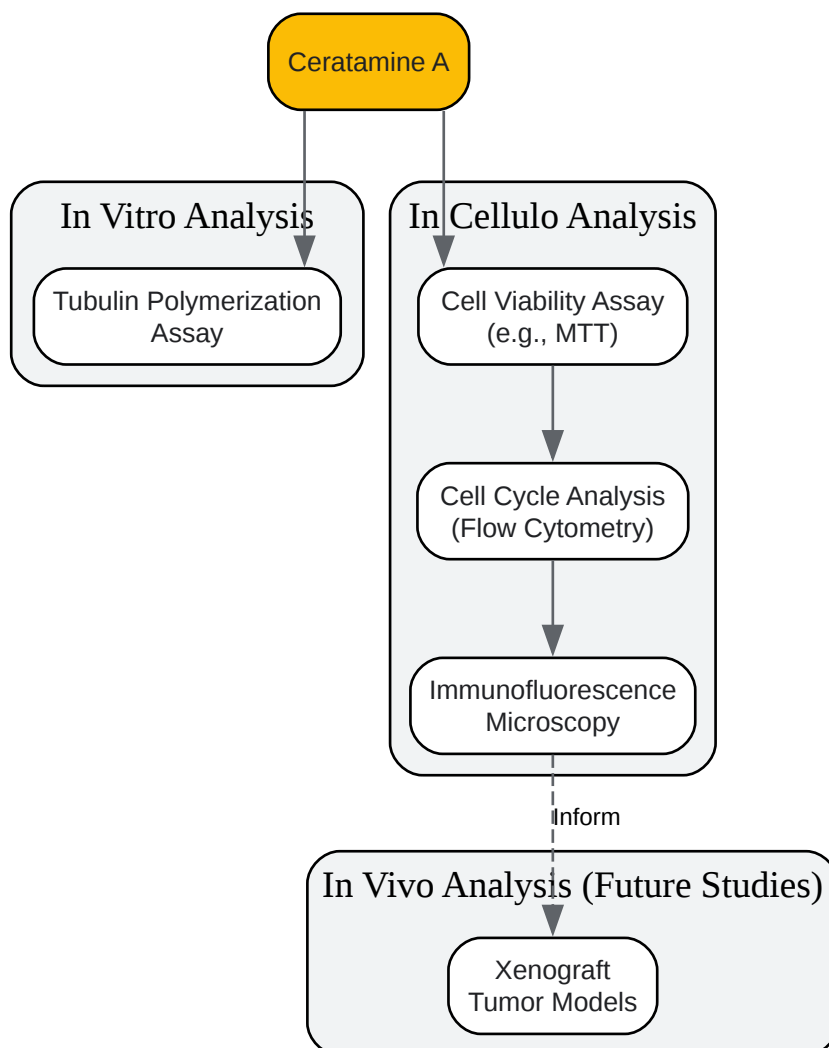 Ceratamine A
In Vitro Analysis
Tubulin Polymerization
Assay
In Cellulo Analysis
Cell Viability Assay
(e.g., MTT)
Cell Cycle Analysis
(Flow Cytometry)
Immunofluorescence
Microscopy
Inform
In Vivo Analysis (Future Studies)
Xenograft
Tumor Models